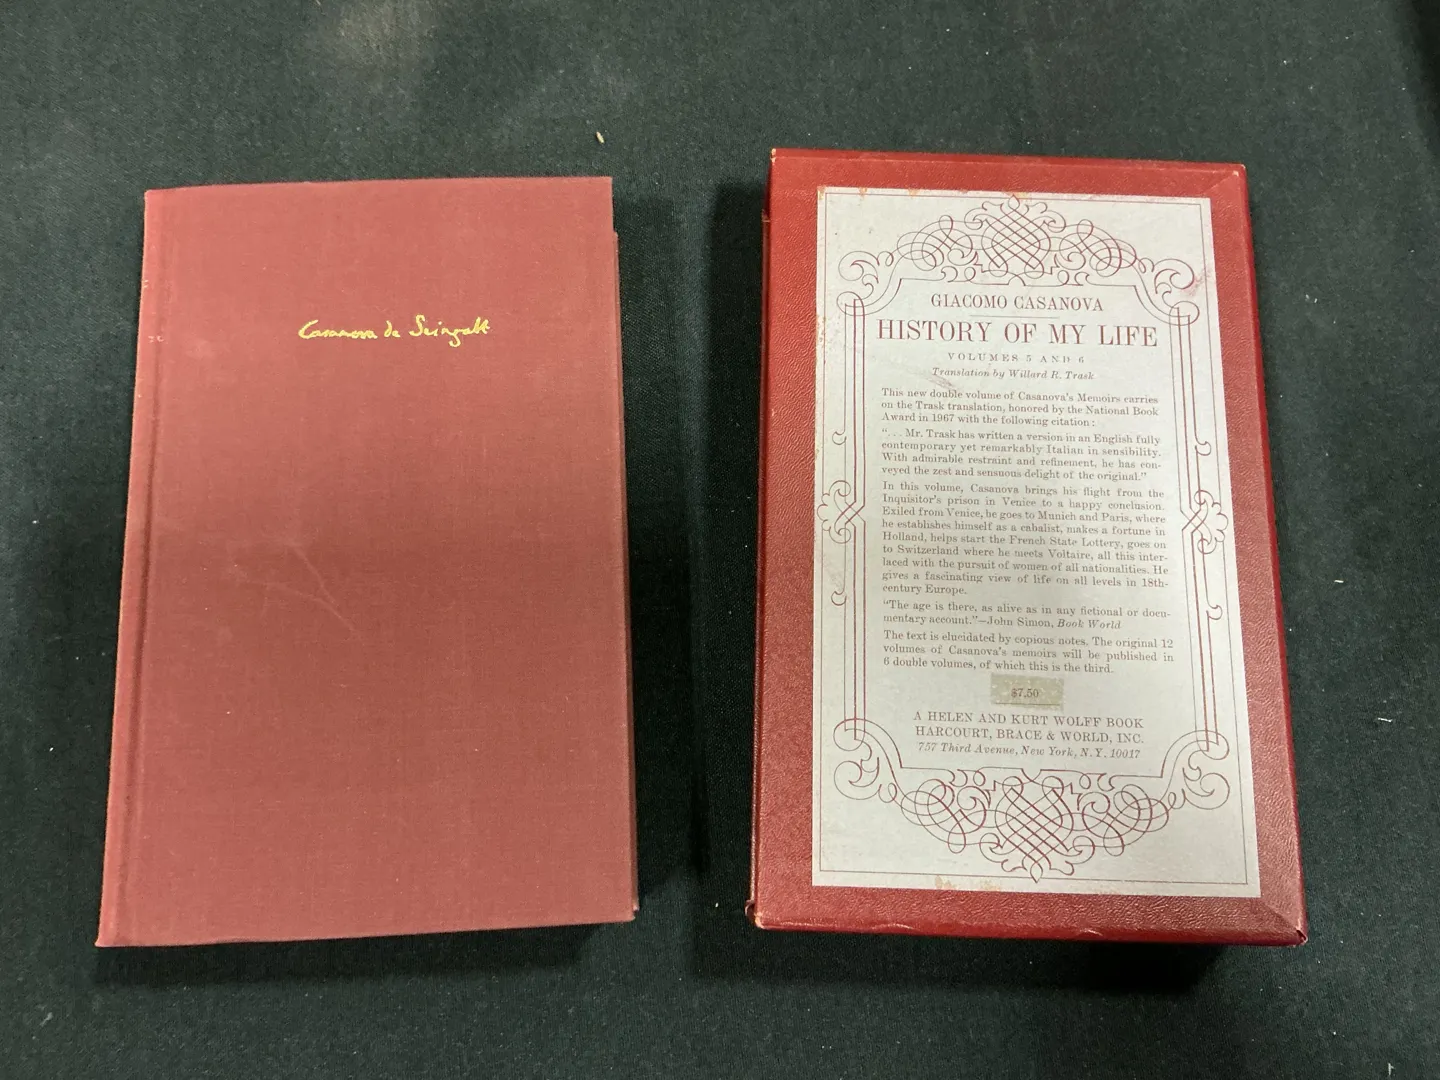 Casanova de Seingalt
GIACOMO CASANOVA
HISTORY OF MY LIFE
VOLUMES 5 AND 6
Translation by Willard R. Trask
This new double volume of Casanova's Memoirs carries
on the Trask translation, honored by the National Book
Award in 1967 with the following citation:
". . . Mr. Trask has written a version in an English fully
contemporary yet remarkably Italian in sensibility.
With admirable restraint and refinement, he has con-
veyed the zest and sensuous delight of the original."
In this volume, Casanova brings his flight from the
Inquisitor's prison in Venice to a happy conclusion.
Exiled from Venice, he goes to Munich and Paris, where
he establishes himself as a cabalist, makes a fortune in
Holland, helps start the French State Lottery, goes on
to Switzerland where he meets Voltaire, all this inter-
laced with the pursuit of women of all nationalities. He
gives a fascinating view of life on all levels in 18th-
century Europe.
"The age is there, as alive as in any fictional or docu-
mentary account."—John Simon, Book World
The text is elucidated by copious notes. The original 12
volumes of Casanova's memoirs will be published in
6 double volumes, of which this is the third.
$7.50
A HELEN AND KURT WOLFF BOOK
HARCOURT, BRACE & WORLD, INC.
757 Third Avenue, New York, N.Y. 10017